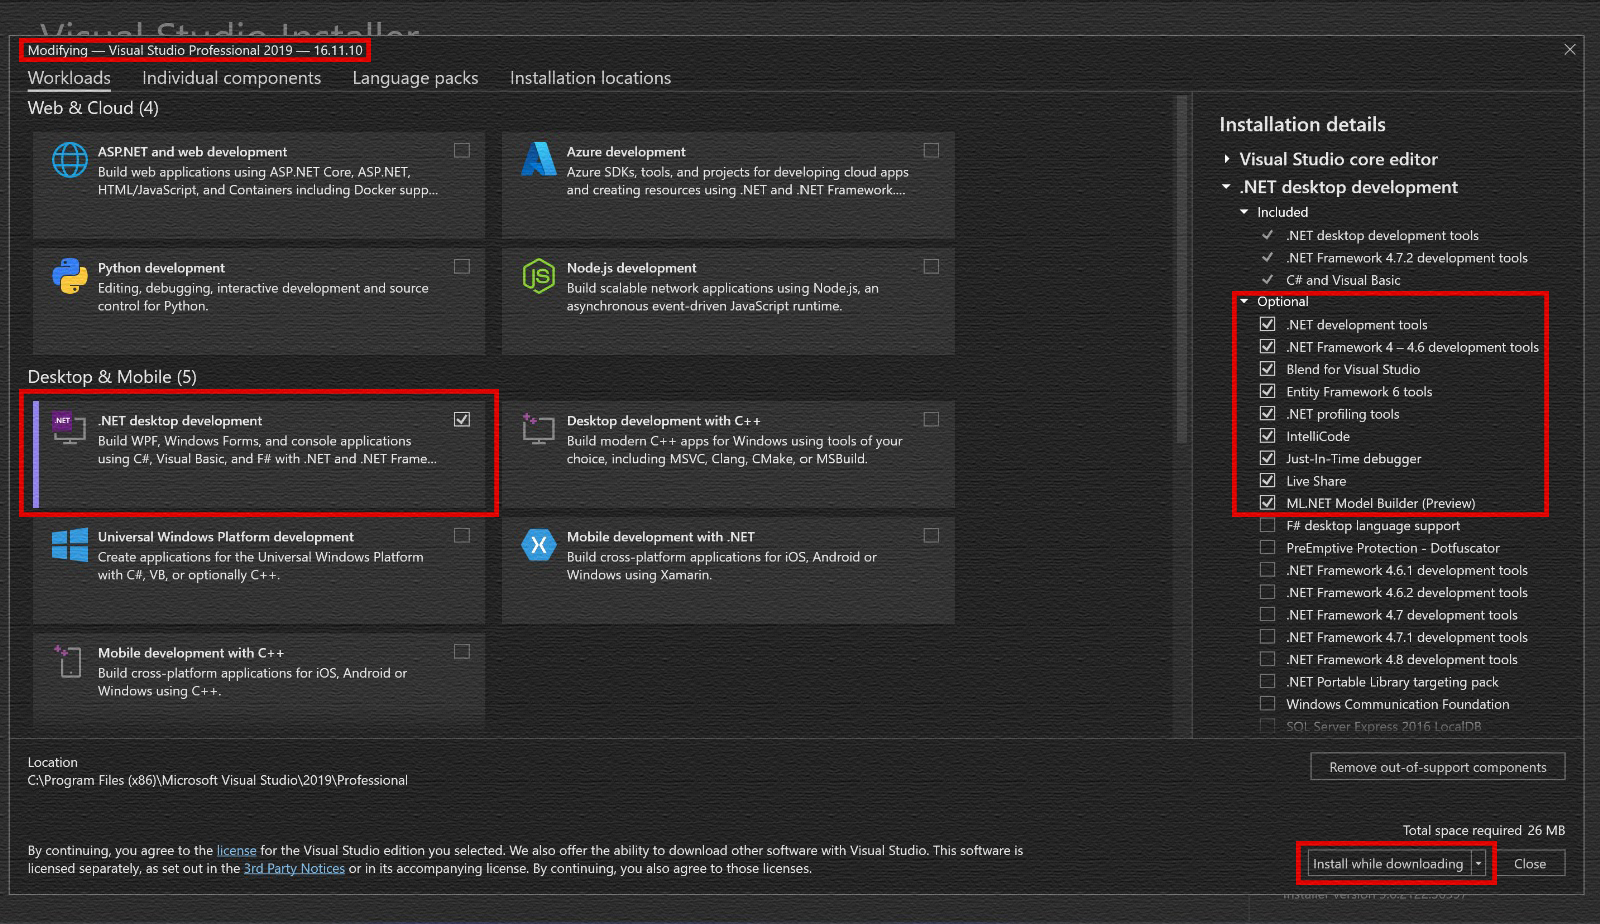 Visual Studio Installer
Modifying — Visual Studio Professional 2019 — 16.11.10
Workloads
Individual components
Language packs
Installation locations
Web & Cloud (4)
ASP.NET and web development
Build web applications using ASP.NET Core, ASP.NET,
HTML/JavaScript, and Containers including Docker supp...
Azure development
Azure SDKs, tools, and projects for developing cloud apps
and creating resources using .NET and .NET Framework....
Python development
Editing, debugging, interactive development and source
control for Python.
Node.js development
Build scalable network applications using Node.js, an
asynchronous event-driven JavaScript runtime.
Desktop & Mobile (5)
.NET
.NET desktop development
Build WPF, Windows Forms, and console applications
using C#, Visual Basic, and F# with .NET and .NET Frame...
Desktop development with C++
Build modern C++ apps for Windows using tools of your
choice, including MSVC, Clang, CMake, or MSBuild.
Universal Windows Platform development
Create applications for the Universal Windows Platform
with C#, VB, or optionally C++.
Mobile development with .NET
Build cross-platform applications for iOS, Android or
Windows using Xamarin.
Mobile development with C++
Build cross-platform applications for iOS, Android or
Windows using C++.
Installation details
Visual Studio core editor
.NET desktop development
Included
.NET desktop development tools
.NET Framework 4.7.2 development tools
C# and Visual Basic
Optional
.NET development tools
.NET Framework 4 – 4.6 development tools
Blend for Visual Studio
Entity Framework 6 tools
.NET profiling tools
IntelliCode
Just-In-Time debugger
Live Share
ML.NET Model Builder (Preview)
F# desktop language support
PreEmptive Protection - Dotfuscator
.NET Framework 4.6.1 development tools
.NET Framework 4.6.2 development tools
.NET Framework 4.7 development tools
.NET Framework 4.7.1 development tools
.NET Framework 4.8 development tools
.NET Portable Library targeting pack
Windows Communication Foundation
SQL Server Express 2016 LocalDB
Location
C:\Program Files (x86)\Microsoft Visual Studio\2019\Professional
Remove out-of-support components
Total space required 26 MB
By continuing, you agree to the license for the Visual Studio edition you selected. We also offer the ability to download other software with Visual Studio. This software is
licensed separately, as set out in the 3rd Party Notices or in its accompanying license. By continuing, you also agree to those licenses.
Install while downloading
Close
Installer version